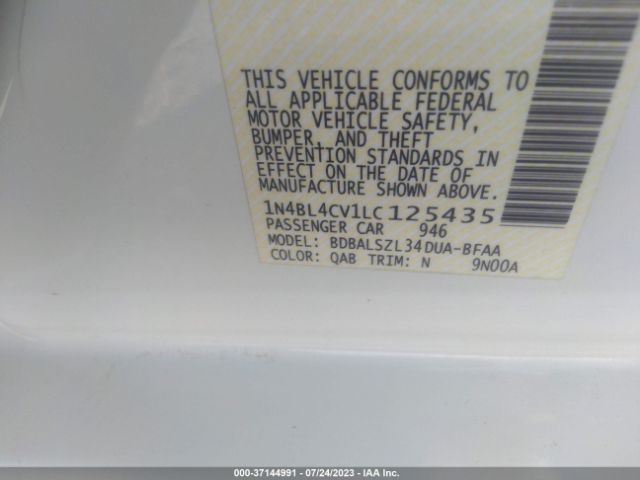 THIS VEHICLE CONFORMS TO
ALL APPLICABLE FEDERAL
MOTOR VEHICLE SAFETY,
BUMPER, AND THEFT
PREVENTION STANDARDS IN
EFFECT ON THE DATE OF
MANUFACTURE SHOWN ABOVE.
1N4BL4CV1LC125435
PASSENGER CAR 946
MODEL: BDBALSZL34DUA-BFAA
COLOR: QAB TRIM: N 9N00A
000-37144991 | 07/24/2023 | IAA Inc.